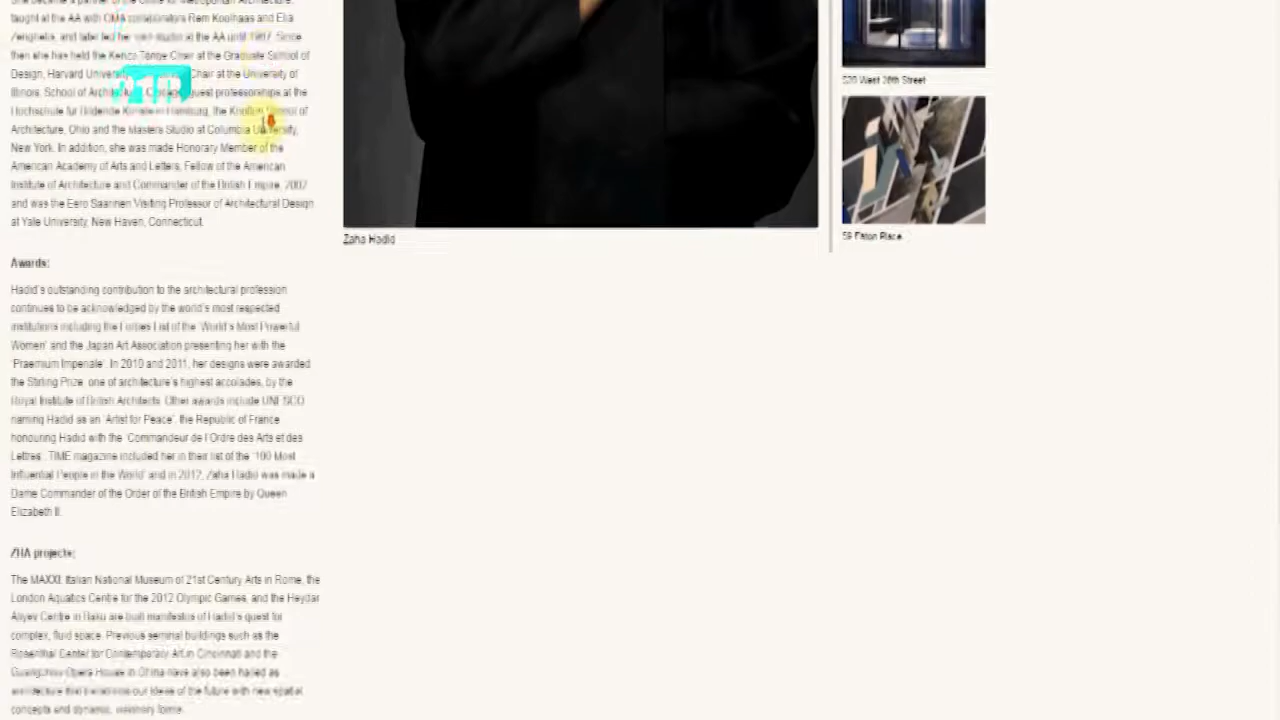 She became a partner of the Office for Metropolitan Architecture,
taught at the AA with OMA collaborators Rem Koolhaas and Elia
Zenghelis, and later led her own studio at the AA until 1987. Since
then she has held the Kenzo Tange Chair at the Graduate School of
Design, Harvard University, Chair at the University of
Illinois, School of Architecture, Chicago, guest professorships at the
Hochschule für Bildende Künste in Hamburg, the Knolton School of
Architecture, Ohio and the Masters Studio at Columbia University,
New York. In addition, she was made Honorary Member of the
American Academy of Arts and Letters, Fellow of the American
Institute of Architecture and Commander of the British Empire, 2002
and was the Eero Saarinen Visiting Professor of Architectural Design
at Yale University, New Haven, Connecticut.
Awards:
Hadid's outstanding contribution to the architectural profession
continues to be acknowledged by the world's most respected
institutions including the Forbes List of the 'World's Most Powerful
Women' and the Japan Art Association presenting her with the
'Praemium Imperiale'. In 2010 and 2011, her designs were awarded
the Stirling Prize, one of architecture's highest accolades, by the
Royal Institute of British Architects. Other awards include UNESCO
naming Hadid as an 'Artist for Peace', the Republic of France
honouring Hadid with the 'Commandeur de l'Ordre des Arts et des
Lettres', TIME magazine included her in their list of the '100 Most
Influential People in the World' and in 2012, Zaha Hadid was made a
Dame Commander of the Order of the British Empire by Queen
Elizabeth II.
ZHA projects:
The MAXXI: Italian National Museum of 21st Century Arts in Rome, the
London Aquatics Centre for the 2012 Olympic Games, and the Heydar
Aliyev Centre in Baku are built manifestos of Hadid's quest for
complex, fluid space. Previous seminal buildings such as the
Rosenthal Center for Contemporary Art in Cincinnati and the
Guangzhou Opera House in China have also been hailed as
architecture that transforms our ideas of the future with new spatial
concepts and dynamic, visionary forms.
Zaha Hadid
520 West 28th Street
59 Eaton Place